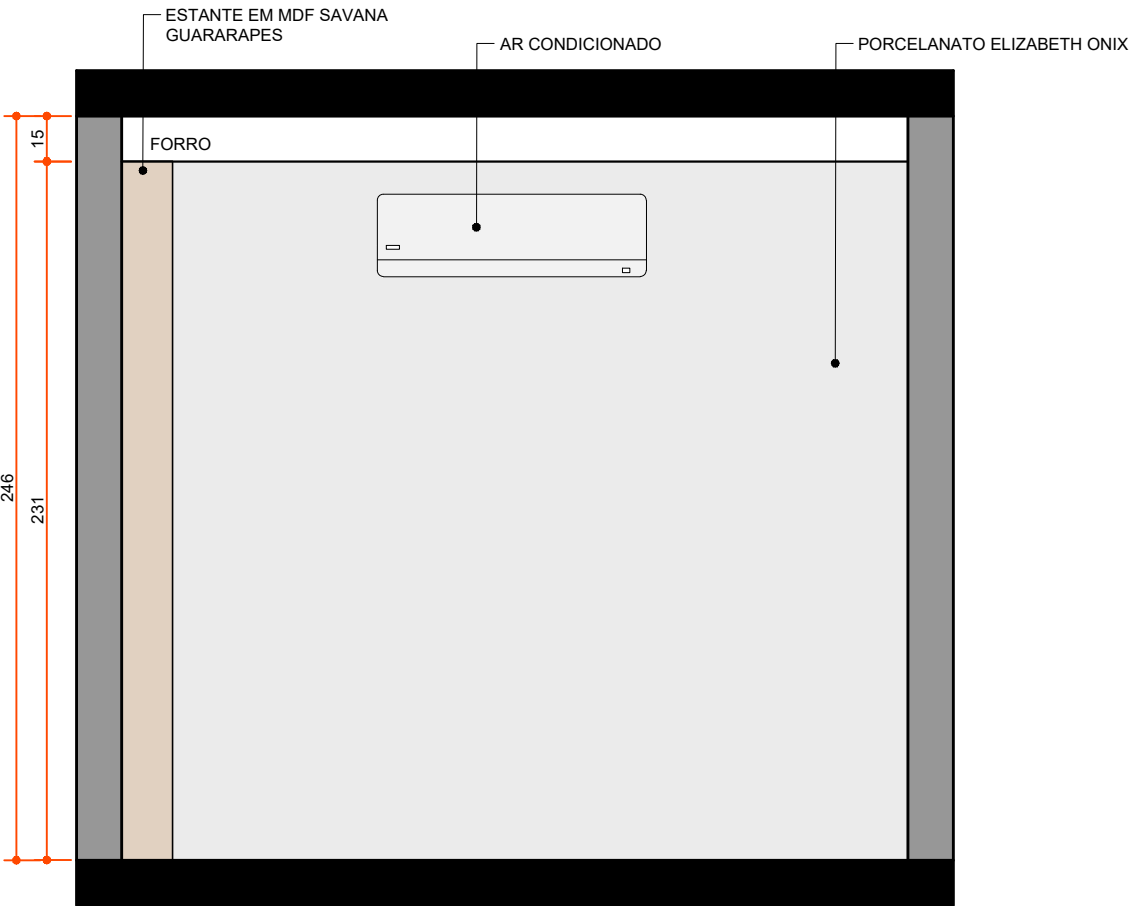 ESTANTE EM MDF SAVANA
GUARARAPES
AR CONDICIONADO
PORCELANATO ELIZABETH ONIX
15
FORRO
246
231